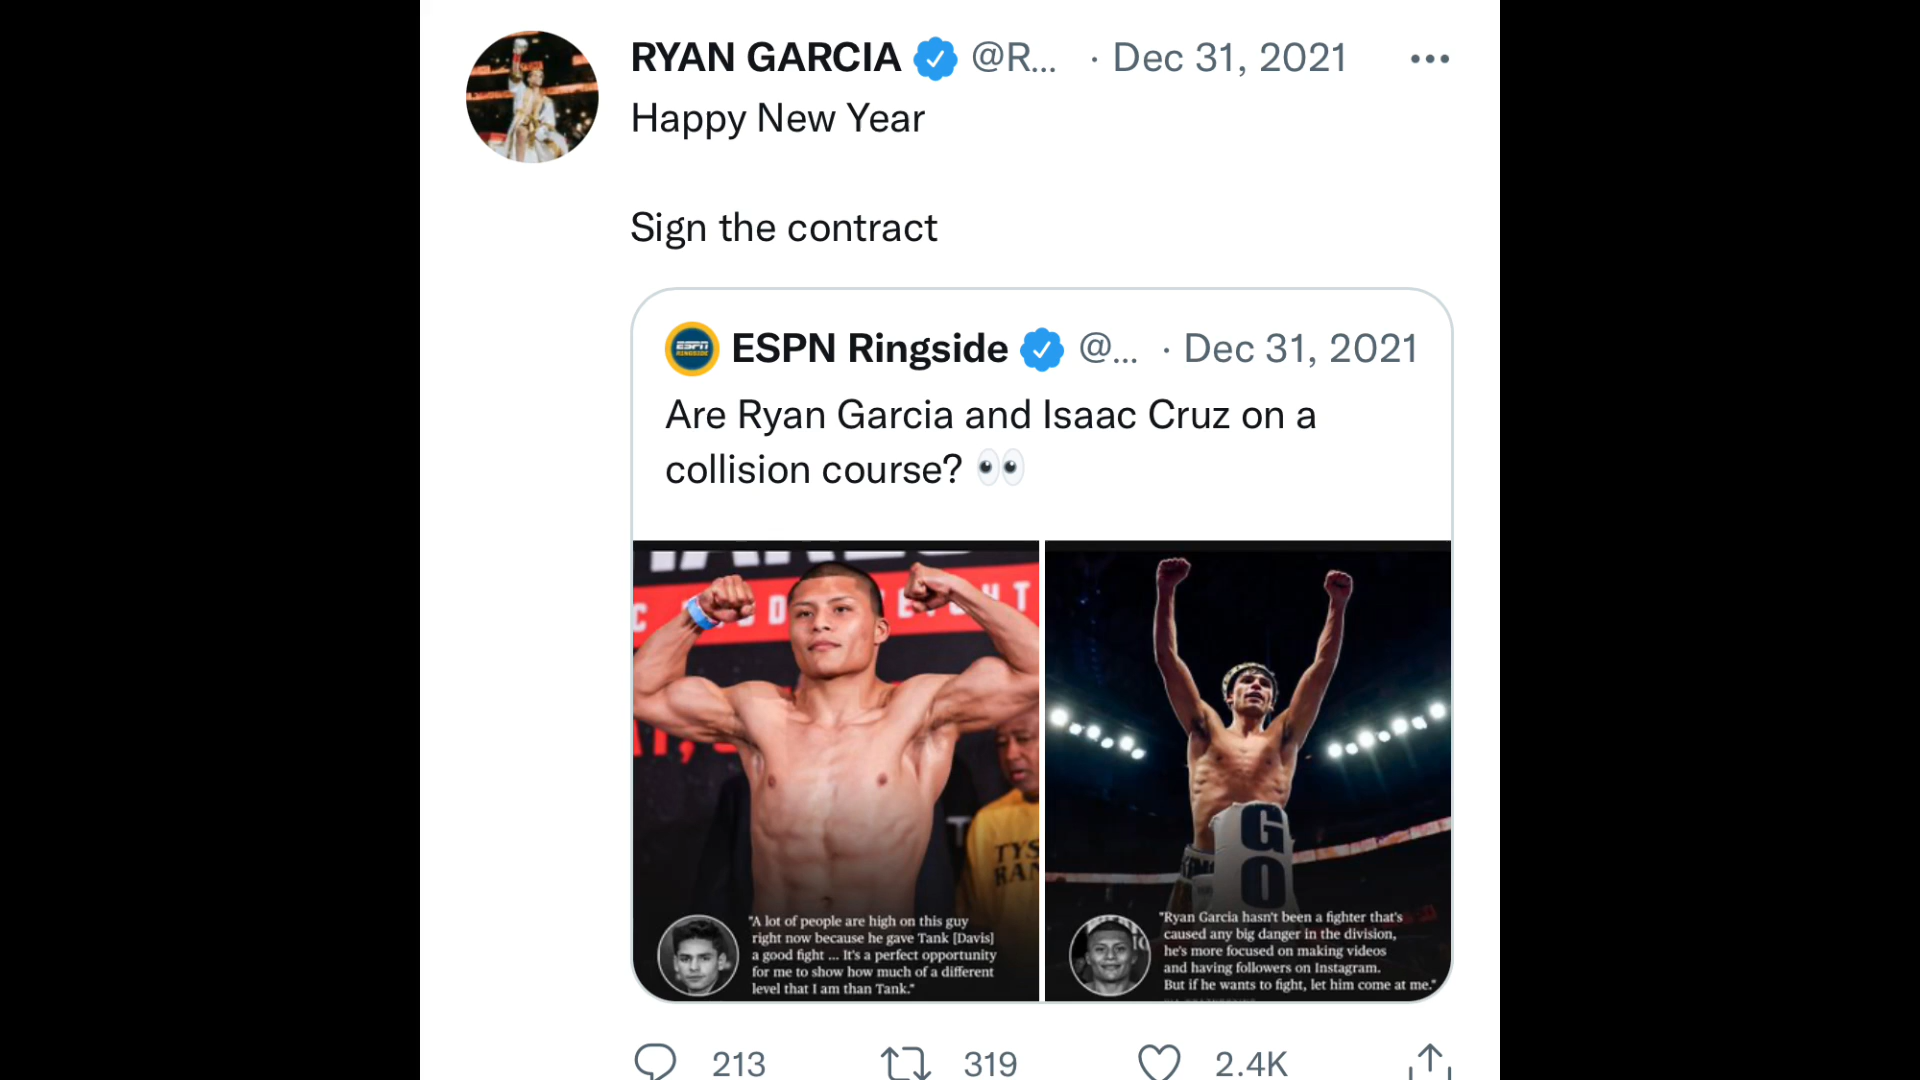 RYAN GARCIA @R... · Dec 31, 2021
Happy New Year
Sign the contract
ESPN RINGSIDE
ESPN Ringside @... · Dec 31, 2021
Are Ryan Garcia and Isaac Cruz on a
collision course? 👀
TYS
RAN
"A lot of people are high on this guy
right now because he gave Tank [Davis]
a good fight ... It's a perfect opportunity
for me to show how much of a different
level that I am than Tank."
GO
"Ryan Garcia hasn't been a fighter that's
caused any big danger in the division,
he's more focused on making videos
and having followers on Instagram.
But if he wants to fight, let him come at me."
213 319 2.4K